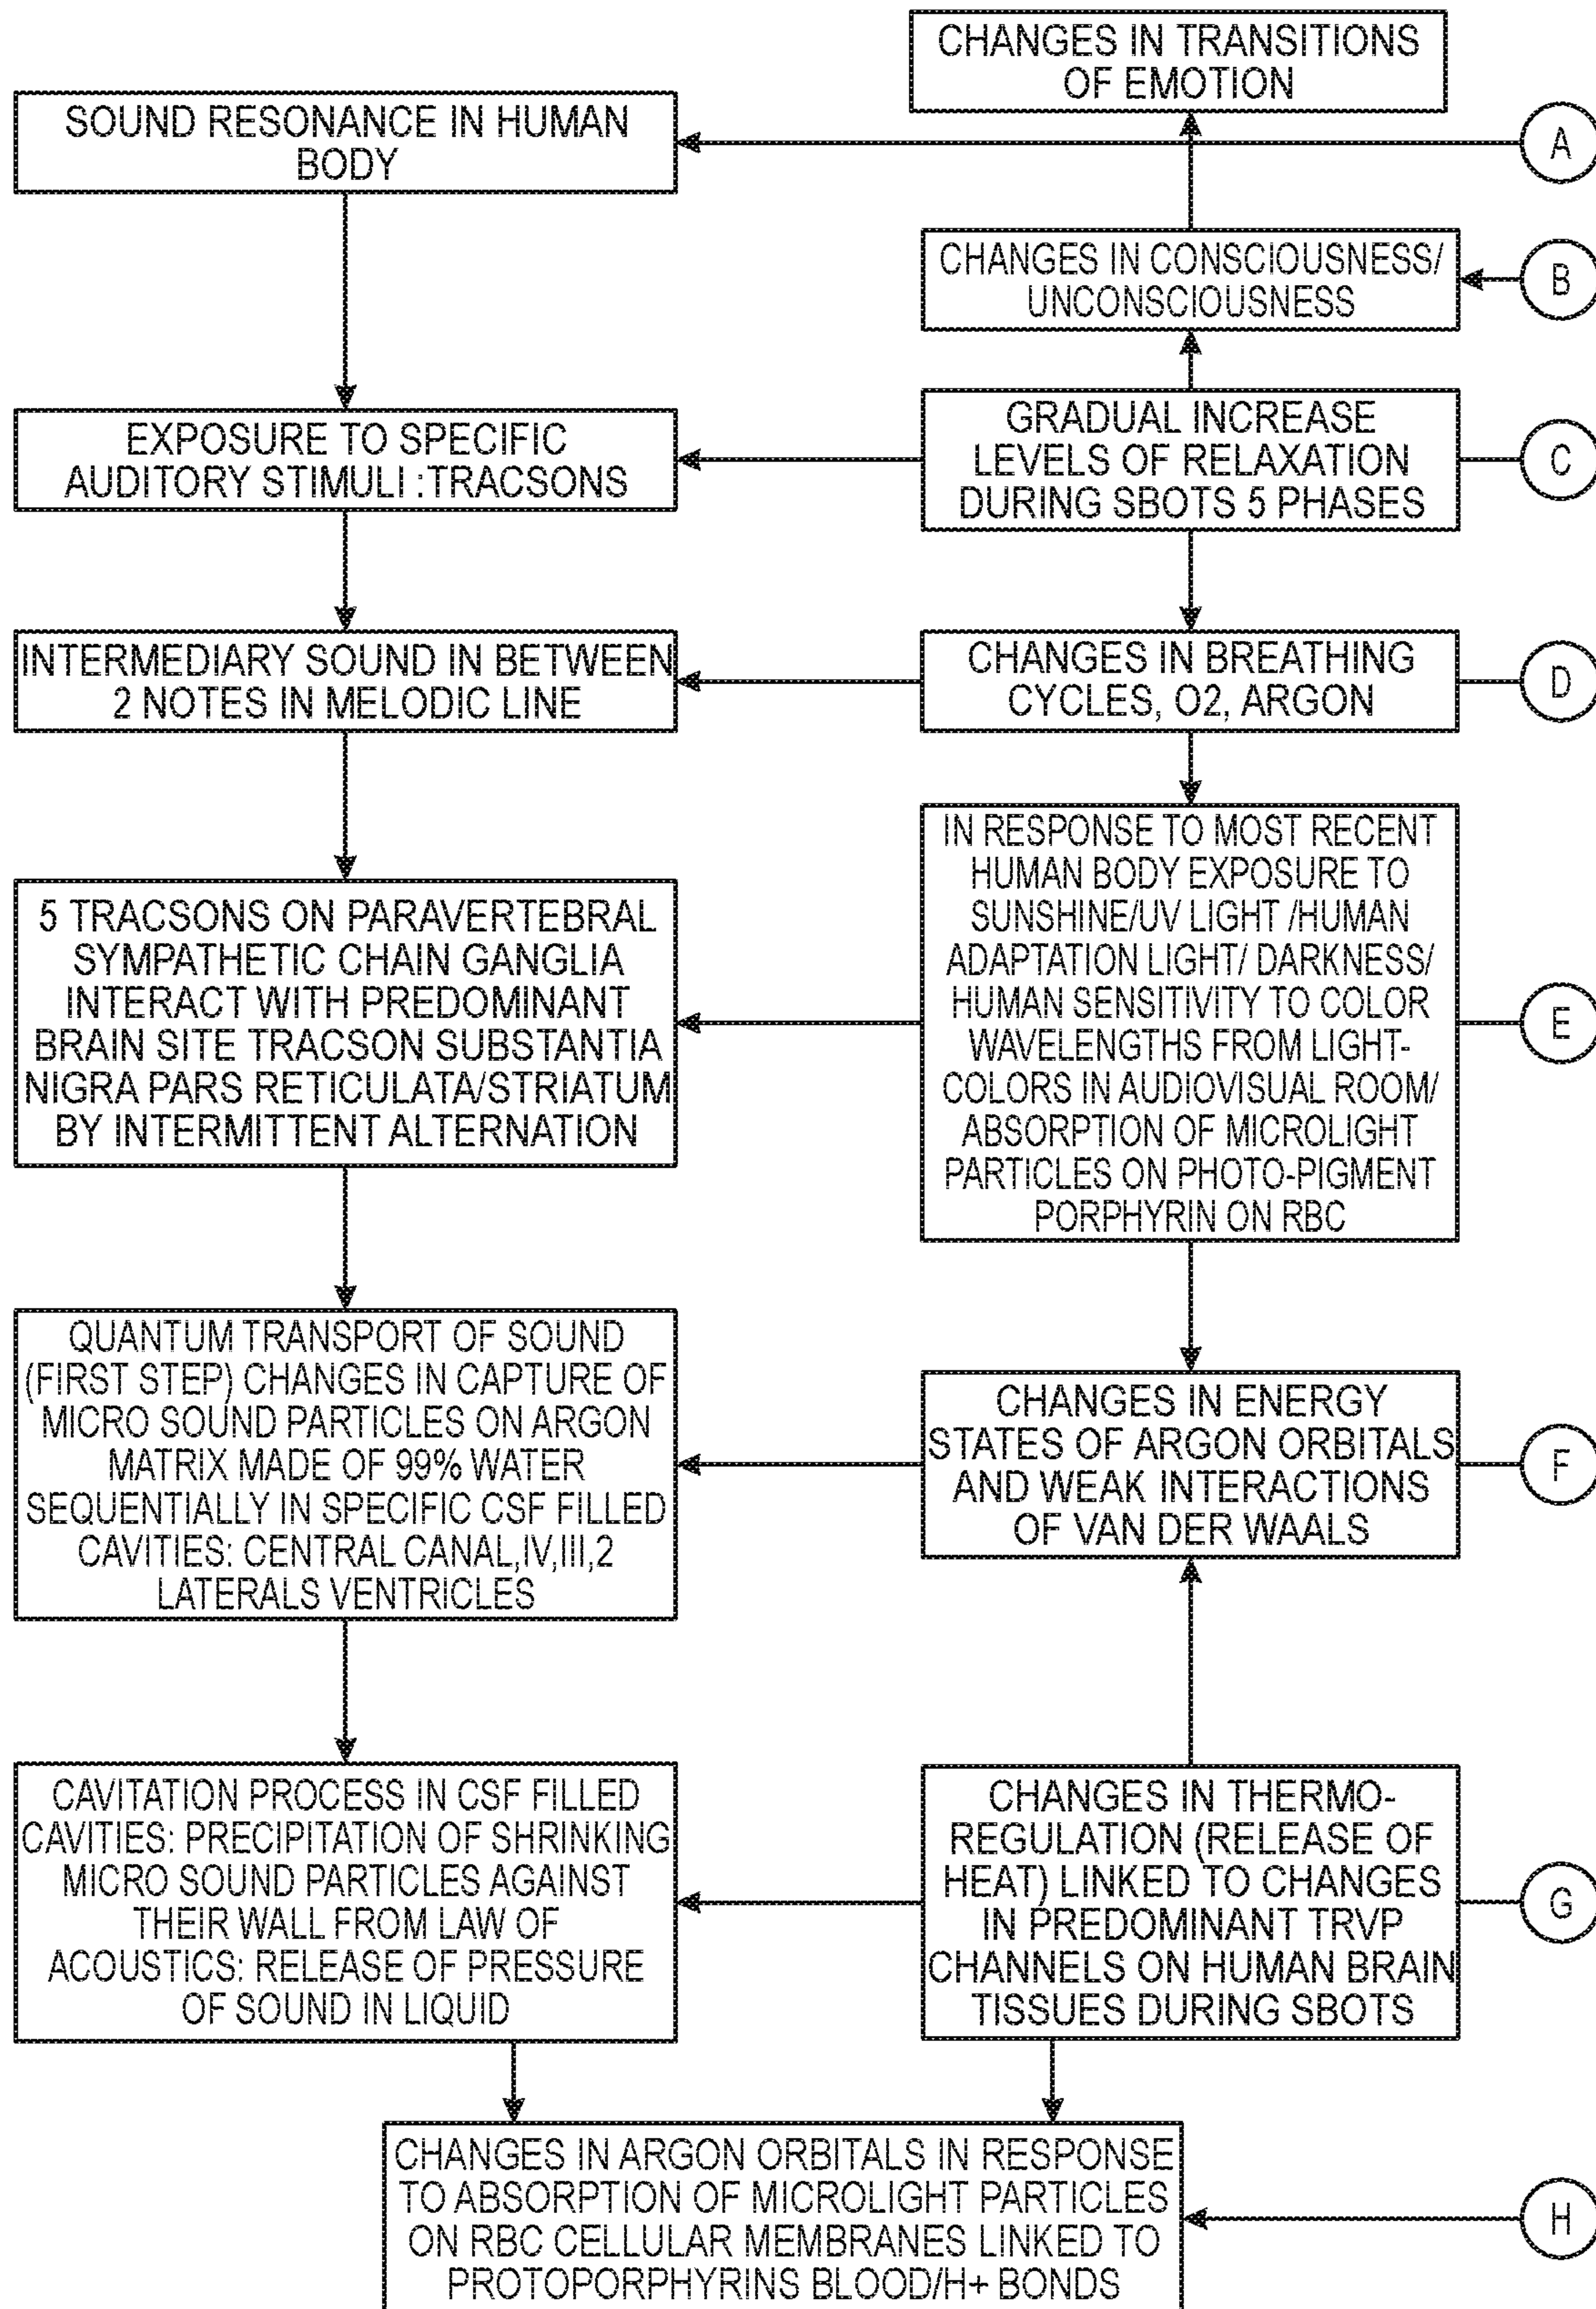 CHANGES IN TRANSITIONS
OF EMOTION
SOUND RESONANCE IN HUMAN
BODY
A
CHANGES IN CONSCIOUSNESS/
UNCONSCIOUSNESS
B
EXPOSURE TO SPECIFIC
AUDITORY STIMULI :TRACSONS
GRADUAL INCREASE
LEVELS OF RELAXATION
DURING SBOTS 5 PHASES
C
INTERMEDIARY SOUND IN BETWEEN
2 NOTES IN MELODIC LINE
CHANGES IN BREATHING
CYCLES, O2, ARGON
D
5 TRACSONS ON PARAVERTEBRAL
SYMPATHETIC CHAIN GANGLIA
INTERACT WITH PREDOMINANT
BRAIN SITE TRACSON SUBSTANTIA
NIGRA PARS RETICULATA/STRIATUM
BY INTERMITTENT ALTERNATION
IN RESPONSE TO MOST RECENT
HUMAN BODY EXPOSURE TO
SUNSHINE/UV LIGHT /HUMAN
ADAPTATION LIGHT/ DARKNESS/
HUMAN SENSITIVITY TO COLOR
WAVELENGTHS FROM LIGHT-
COLORS IN AUDIOVISUAL ROOM/
ABSORPTION OF MICROLIGHT
PARTICLES ON PHOTO-PIGMENT
PORPHYRIN ON RBC
E
QUANTUM TRANSPORT OF SOUND
(FIRST STEP) CHANGES IN CAPTURE OF
MICRO SOUND PARTICLES ON ARGON
MATRIX MADE OF 99% WATER
SEQUENTIALLY IN SPECIFIC CSF FILLED
CAVITIES: CENTRAL CANAL,IV,III,2
LATERALS VENTRICLES
CHANGES IN ENERGY
STATES OF ARGON ORBITALS
AND WEAK INTERACTIONS
OF VAN DER WAALS
F
CAVITATION PROCESS IN CSF FILLED
CAVITIES: PRECIPITATION OF SHRINKING
MICRO SOUND PARTICLES AGAINST
THEIR WALL FROM LAW OF
ACOUSTICS: RELEASE OF PRESSURE
OF SOUND IN LIQUID
CHANGES IN THERMO-
REGULATION (RELEASE OF
HEAT) LINKED TO CHANGES
IN PREDOMINANT TRVP
CHANNELS ON HUMAN BRAIN
TISSUES DURING SBOTS
G
CHANGES IN ARGON ORBITALS IN RESPONSE
TO ABSORPTION OF MICROLIGHT PARTICLES
ON RBC CELLULAR MEMBRANES LINKED TO
PROTOPORPHYRINS BLOOD/H+ BONDS
H